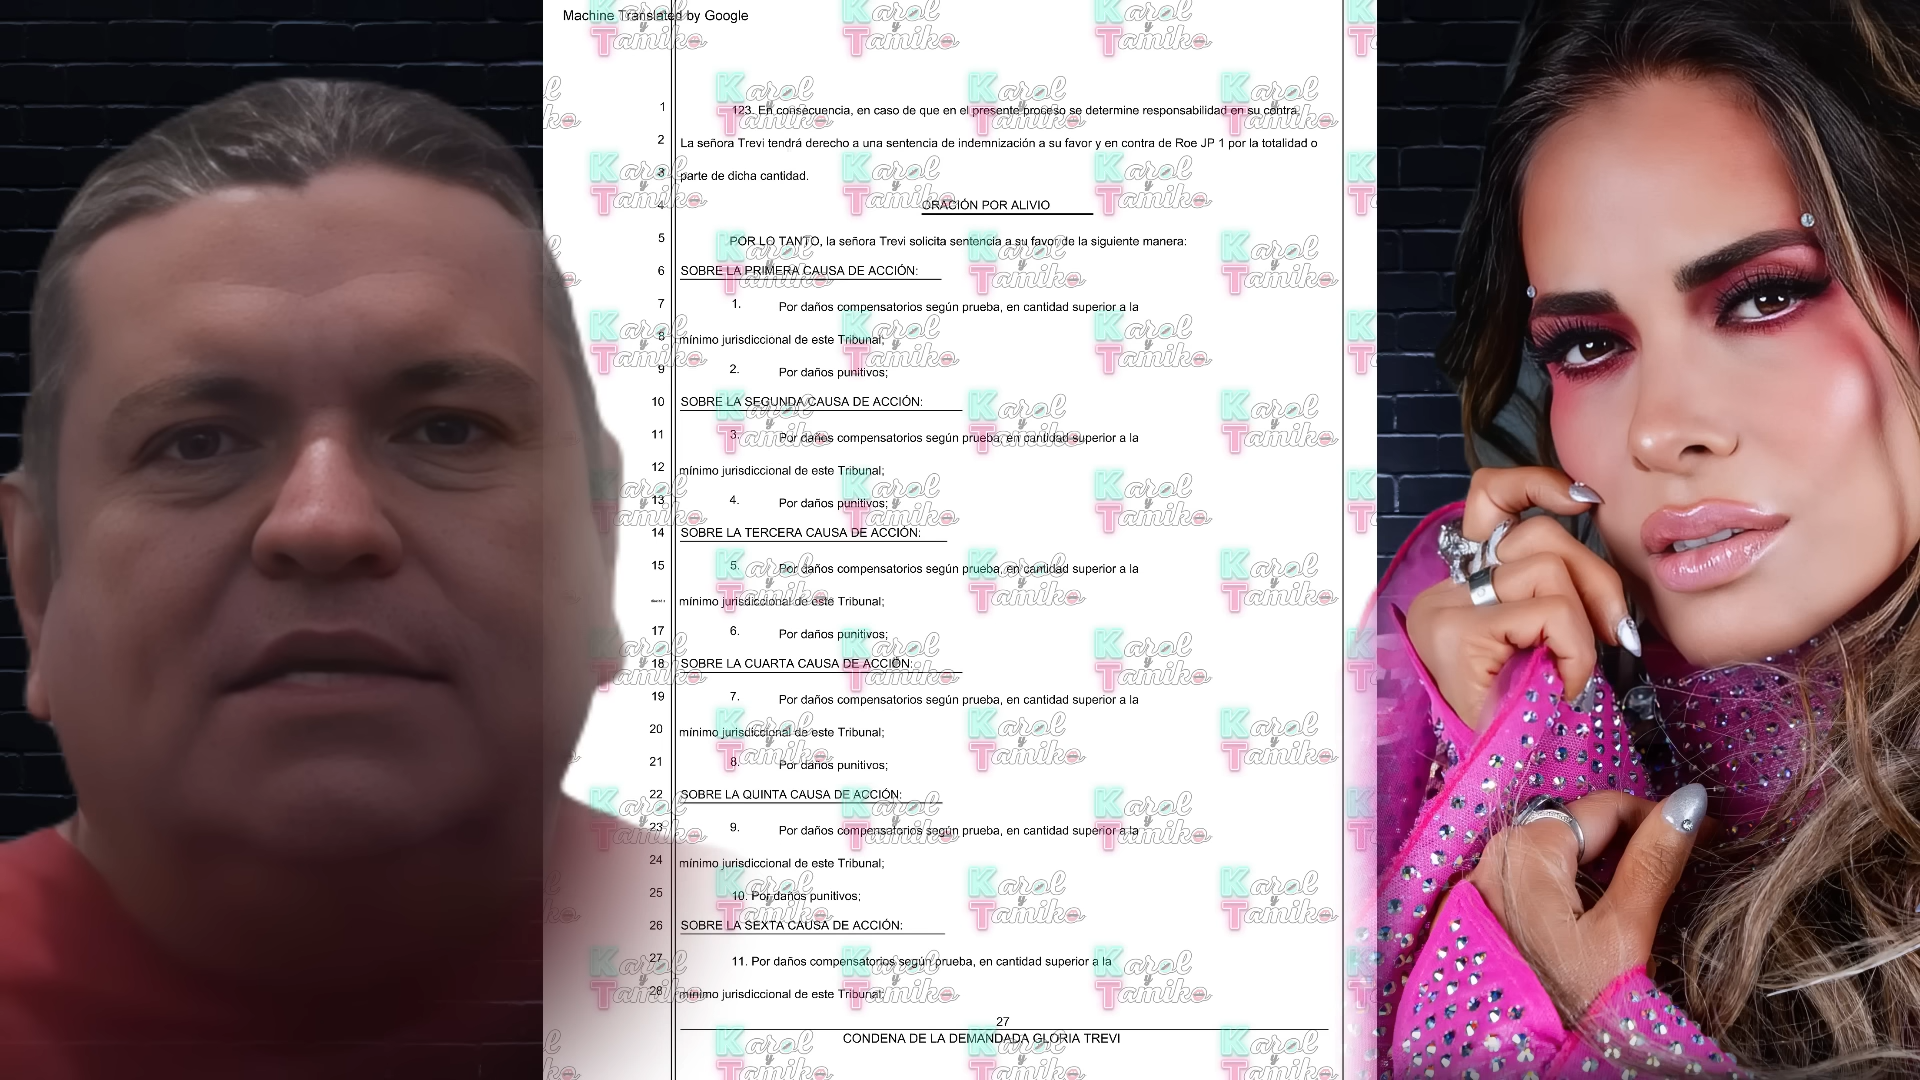 Machine Translated by Google
1 123. En consecuencia, en caso de que en el presente proceso se determine responsabilidad en su contra,
2 La señora Trevi tendrá derecho a una sentencia de indemnización a su favor y en contra de Roe JP 1 por la totalidad o
3 parte de dicha cantidad.
4 ORACIÓN POR ALIVIO
5 POR LO TANTO, la señora Trevi solicita sentencia a su favor de la siguiente manera:
6 SOBRE LA PRIMERA CAUSA DE ACCIÓN:
7 1. Por daños compensatorios según prueba, en cantidad superior a la
8 mínimo jurisdiccional de este Tribunal;
9 2. Por daños punitivos;
10 SOBRE LA SEGUNDA CAUSA DE ACCIÓN:
11 3. Por daños compensatorios según prueba, en cantidad superior a la
12 mínimo jurisdiccional de este Tribunal;
13 4. Por daños punitivos;
14 SOBRE LA TERCERA CAUSA DE ACCIÓN:
15 5. Por daños compensatorios según prueba, en cantidad superior a la
mínimo jurisdiccional de este Tribunal;
17 6. Por daños punitivos;
18 SOBRE LA CUARTA CAUSA DE ACCIÓN:
19 7. Por daños compensatorios según prueba, en cantidad superior a la
20 mínimo jurisdiccional de este Tribunal;
21 8. Por daños punitivos;
22 SOBRE LA QUINTA CAUSA DE ACCIÓN:
23 9. Por daños compensatorios según prueba, en cantidad superior a la
24 mínimo jurisdiccional de este Tribunal;
25 10. Por daños punitivos;
26 SOBRE LA SEXTA CAUSA DE ACCIÓN:
27 11. Por daños compensatorios según prueba, en cantidad superior a la
28 mínimo jurisdiccional de este Tribunal;
27
CONDENA DE LA DEMANDADA GLORIA TREVI
Karol y Tamiko